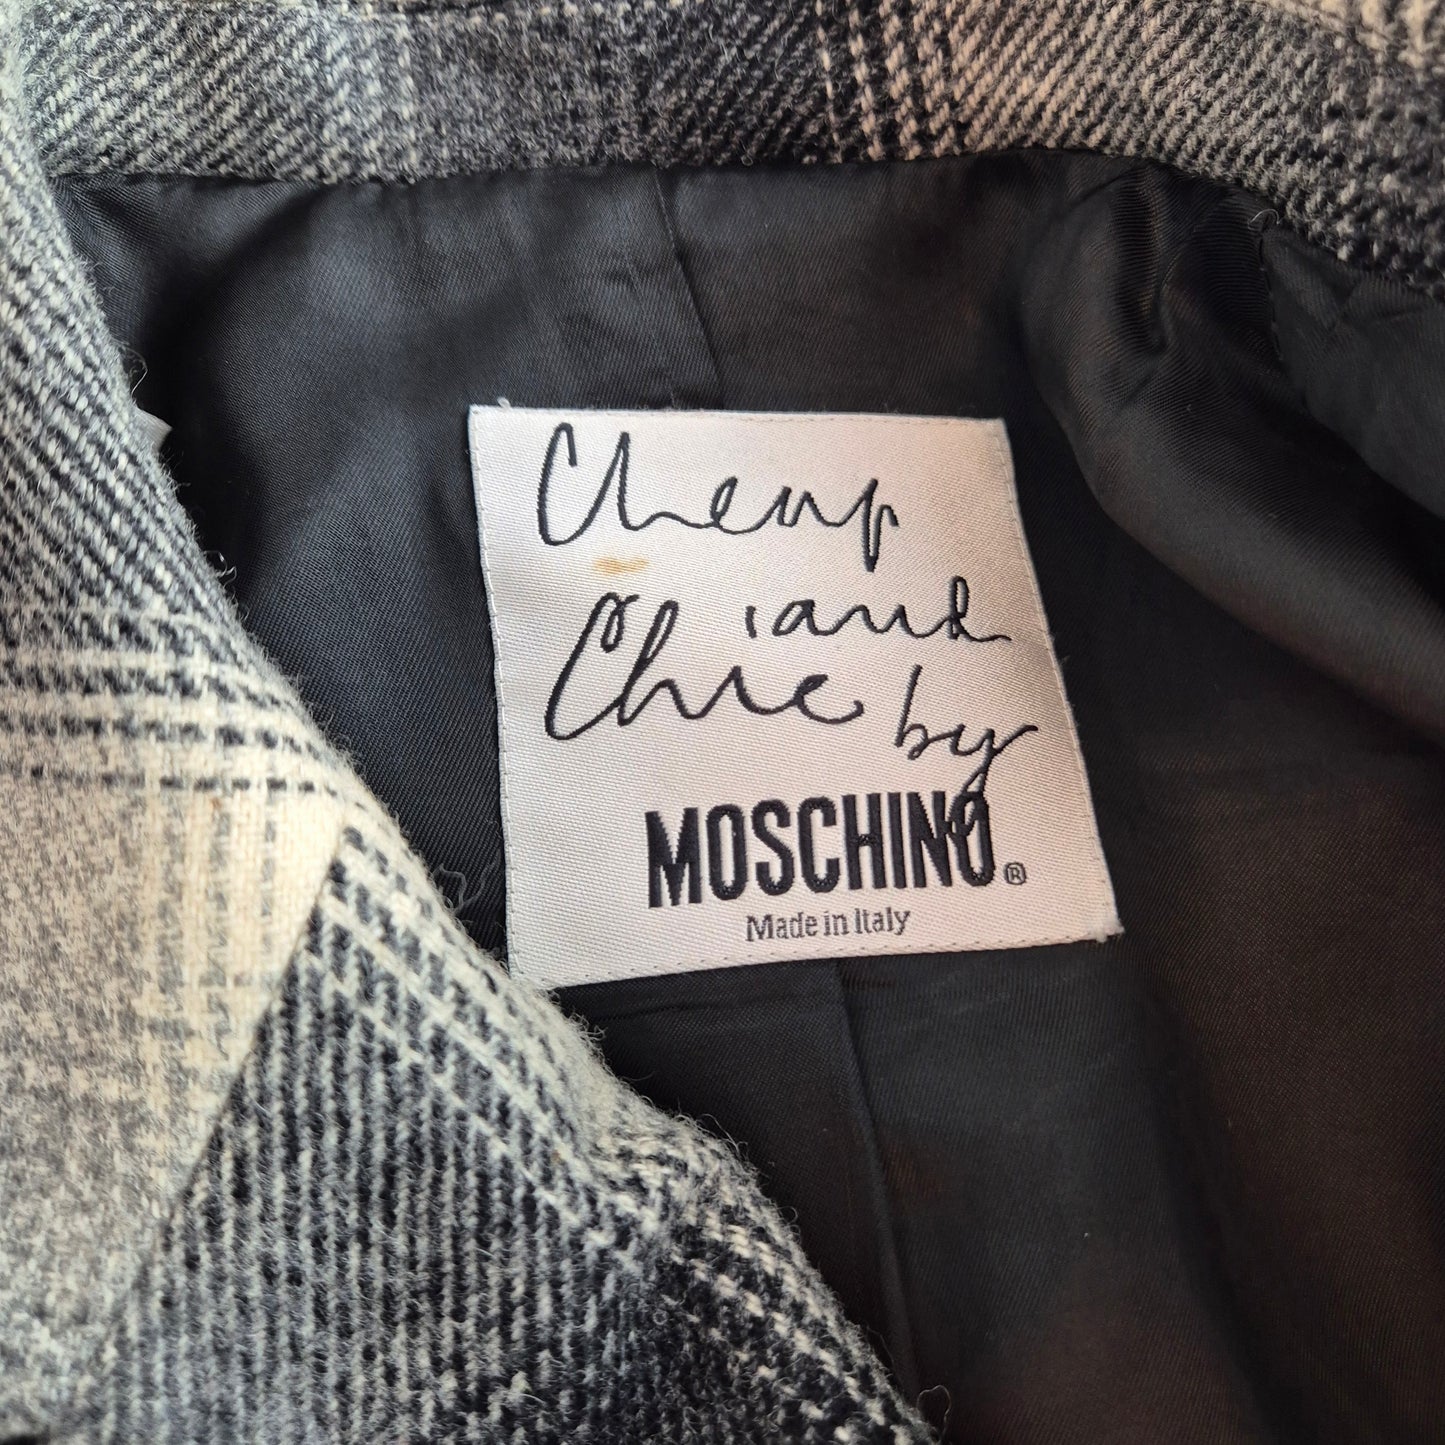 Cheap
and
Chic by
MOSCHINO®
Made in Italy